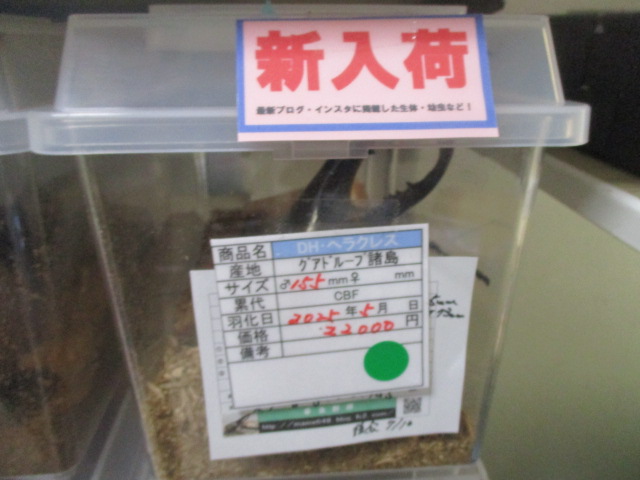 新入荷
最新ブログ・インスタに掲載した生体・幼虫など！
商品名 DH・ヘラクレス
産地 グアドループ諸島
サイズ ♂155mm♀ mm
累代 CBF
羽化日 2025年5月 日
価格 22000円
備考